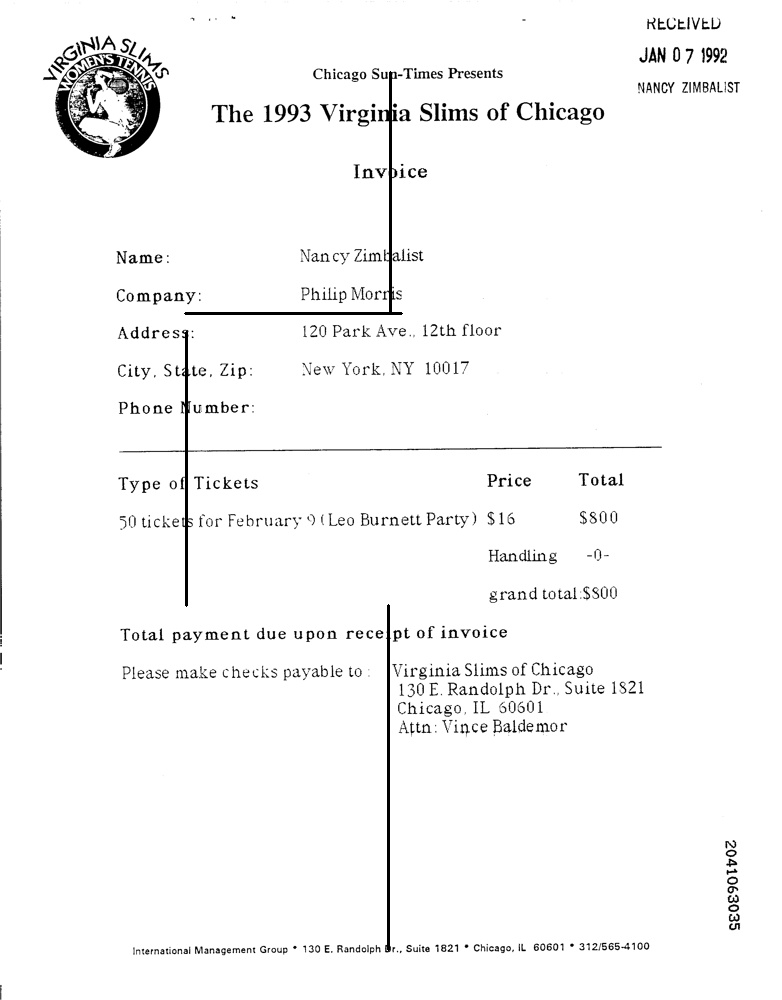 RECEIVED
JAN 07 1992
NANCY ZIMBALIST
VIRGINIA SLIMS
WOMEN'S TENNIS
Chicago Sun-Times Presents
The 1993 Virginia Slims of Chicago
Invoice
Name: Nancy Zimbalist
Company: Philip Morris
Address: 120 Park Ave., 12th floor
City, State, Zip: New York, NY 10017
Phone Number:
Type of Tickets Price Total
50 tickets for February 9 (Leo Burnett Party) $16 $800
Handling -0-
grand total:$800
Total payment due upon receipt of invoice
Please make checks payable to : Virginia Slims of Chicago
130 E. Randolph Dr., Suite 1821
Chicago, IL 60601
Attn: Vince Baldemor
2041063035
International Management Group * 130 E. Randolph Dr., Suite 1821 * Chicago, IL 60601 * 312/565-4100